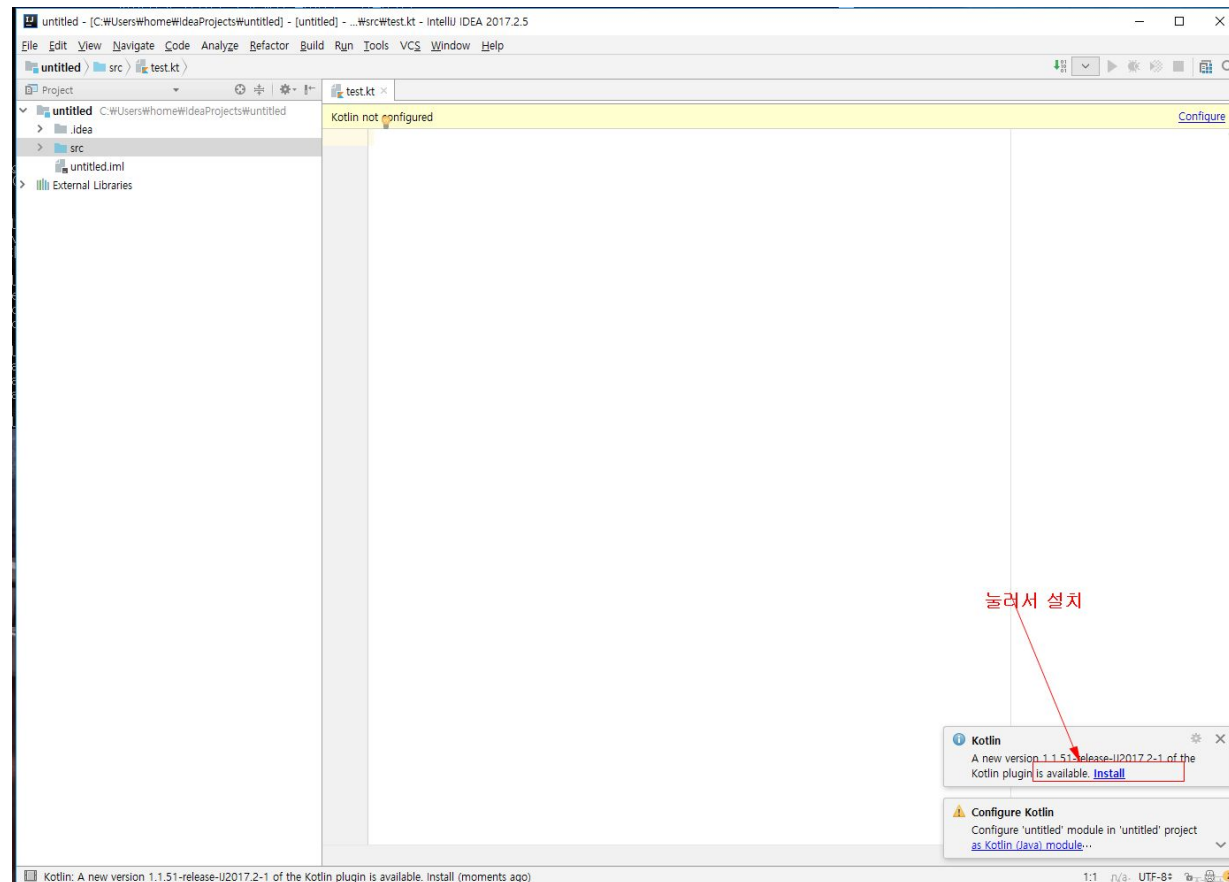 untitled - [C:₩Users₩home₩IdeaProjects₩untitled] - [untitled] - ...₩src₩test.kt - IntelliJ IDEA 2017.2.5
File Edit View Navigate Code Analyze Refactor Build Run Tools VCS Window Help
untitled src test.kt
Project
test.kt
untitled C:₩Users₩home₩IdeaProjects₩untitled
Kotlin not configured
Configure
.idea
src
untitled.iml
External Libraries
눌러서 설치
Kotlin
A new version 1.1.51-release-IJ2017.2-1 of the
Kotlin plugin is available. Install
Configure Kotlin
Configure 'untitled' module in 'untitled' project
as Kotlin (Java) module...
Kotlin: A new version 1.1.51-release-IJ2017.2-1 of the Kotlin plugin is available. Install (moments ago)
1:1 n/a UTF-8